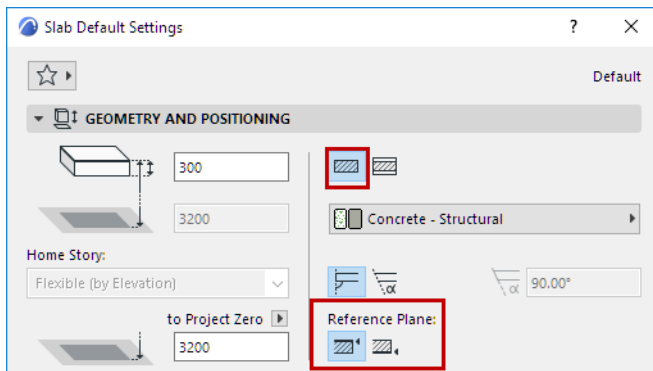 Slab Default Settings ? ×
Default
GEOMETRY AND POSITIONING
300
3200
Concrete - Structural
Home Story:
Flexible (by Elevation)
α α 90.00°
to Project Zero
Reference Plane:
3200